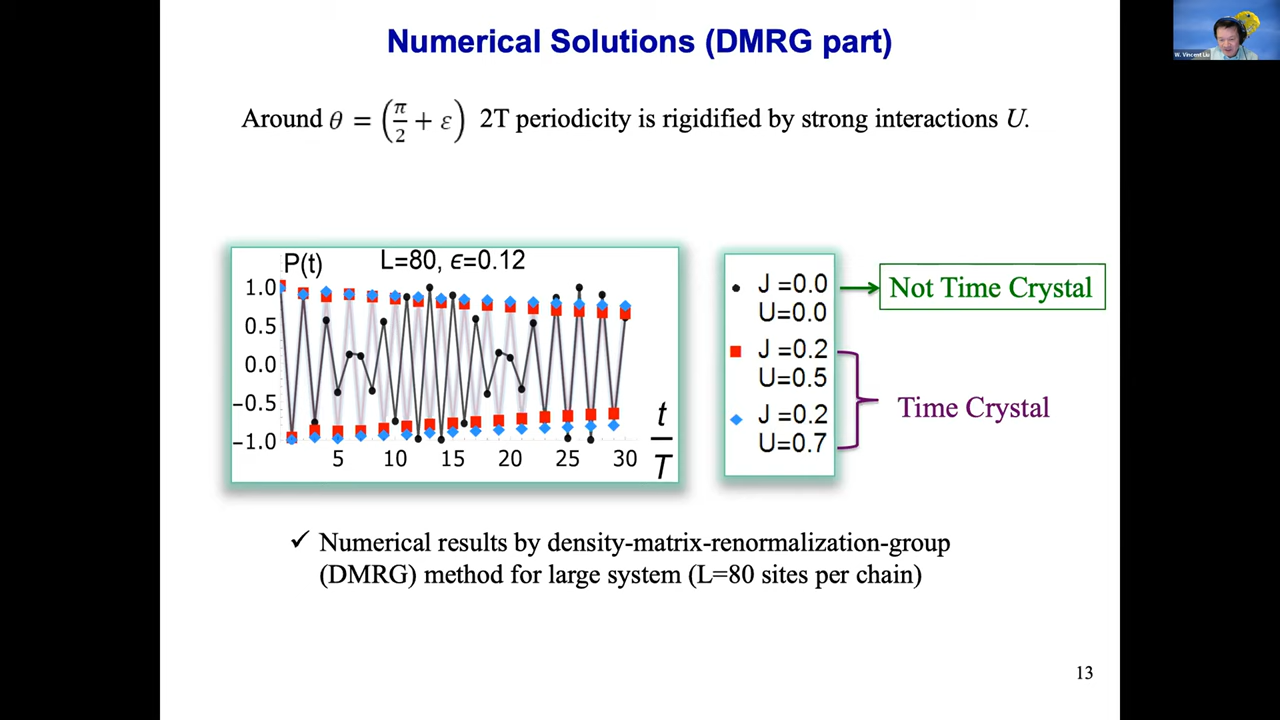 Numerical Solutions (DMRG part)
W. Vincent Liu
Around θ = (π/2 + ε) 2T periodicity is rigidified by strong interactions U.
P(t) L=80, ϵ=0.12
1.0
0.5
0.0
−0.5
−1.0
5 10 15 20 25 30
t/T
J =0.0
U=0.0
Not Time Crystal
J =0.2
U=0.5
Time Crystal
J =0.2
U=0.7
✓ Numerical results by density-matrix-renormalization-group
(DMRG) method for large system (L=80 sites per chain)
13